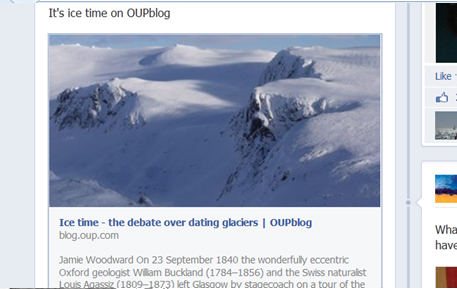 It's ice time on OUPblog
Ice time - the debate over dating glaciers | OUPblog
blog.oup.com
Jamie Woodward On 23 September 1840 the wonderfully eccentric
Oxford geologist William Buckland (1784–1856) and the Swiss naturalist
Louis Agassiz (1809–1873) left Glasgow by stagecoach on a tour of the
Like
Wha
have